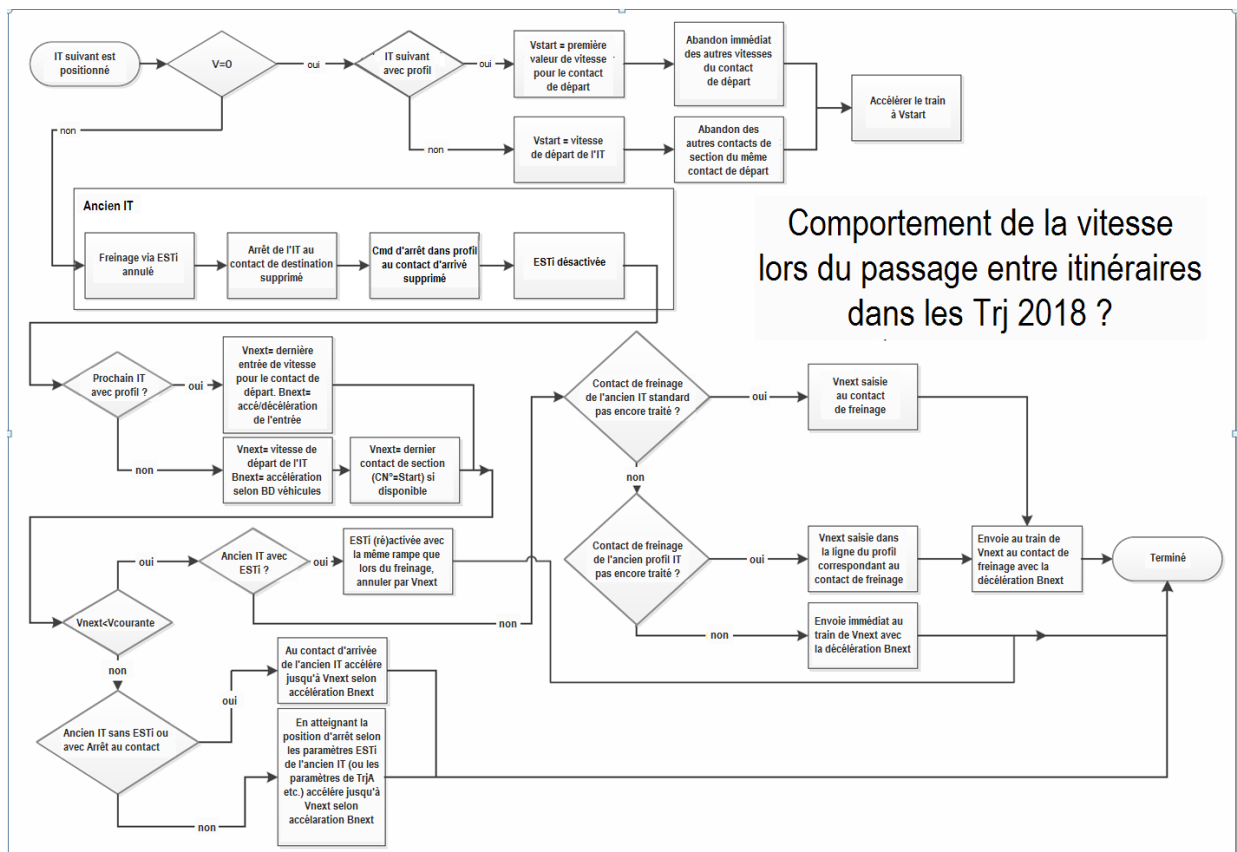 IT suivant est
positionné
V=0
oui
IT suivant
avec profil
oui
Vstart = première
valeur de vitesse
pour le contact
de départ
Abandon immédiat
des autres vitesses
du contact
de départ
Accélérer le train
à Vstart
non
non
Vstart = vitesse
de départ de l'IT
Abandon des
autres contacts de
section du même
contact de départ
Ancien IT
Freinage via ESTi
annulé
Arrêt de l'IT au
contact de destination
supprimé
Cmd d'arrêt dans profil
au contact d'arrivé
supprimé
ESTi désactivée
Comportement de la vitesse
lors du passage entre itinéraires
dans les Trj 2018 ?
Prochain IT
avec profil ?
oui
Vnext= dernière
entrée de vitesse
pour le contact de
départ. Bnext=
accé/décélération
de l'entrée
non
Vnext= vitesse de
départ de l'IT
Bnext= accélération
selon BD véhicules
Vnext= dernier
contact de section
(CN°=Start) si
disponible
Contact de freinage
de l'ancien IT standard
pas encore traité ?
oui
Vnext saisie
au contact
de freinage
non
Contact de freinage
de l'ancien profil IT
pas encore traité ?
oui
Vnext saisie dans
la ligne du profil
correspondant au
contact de freinage
Envoie au train de
Vnext au contact de
freinage avec la
décélération Bnext
Terminé
non
Envoie immédiat au
train de Vnext avec
la décélération Bnext
Vnext<Vcourante
oui
Ancien IT avec
ESTi ?
oui
ESTi (ré)activée avec
la même rampe que
lors du freinage,
annuler par Vnext
non
non
Ancien IT sans ESTi ou
avec Arrêt au contact
oui
Au contact d'arrivée
de l'ancien IT accélére
jusqu'à Vnext selon
accélération Bnext
non
En atteignant la
position d'arrêt selon
les paramètres ESTi
de l'ancien IT (ou les
paramètres de TrjA
etc.) accélère jusqu'à
Vnext selon
accélaration Bnext